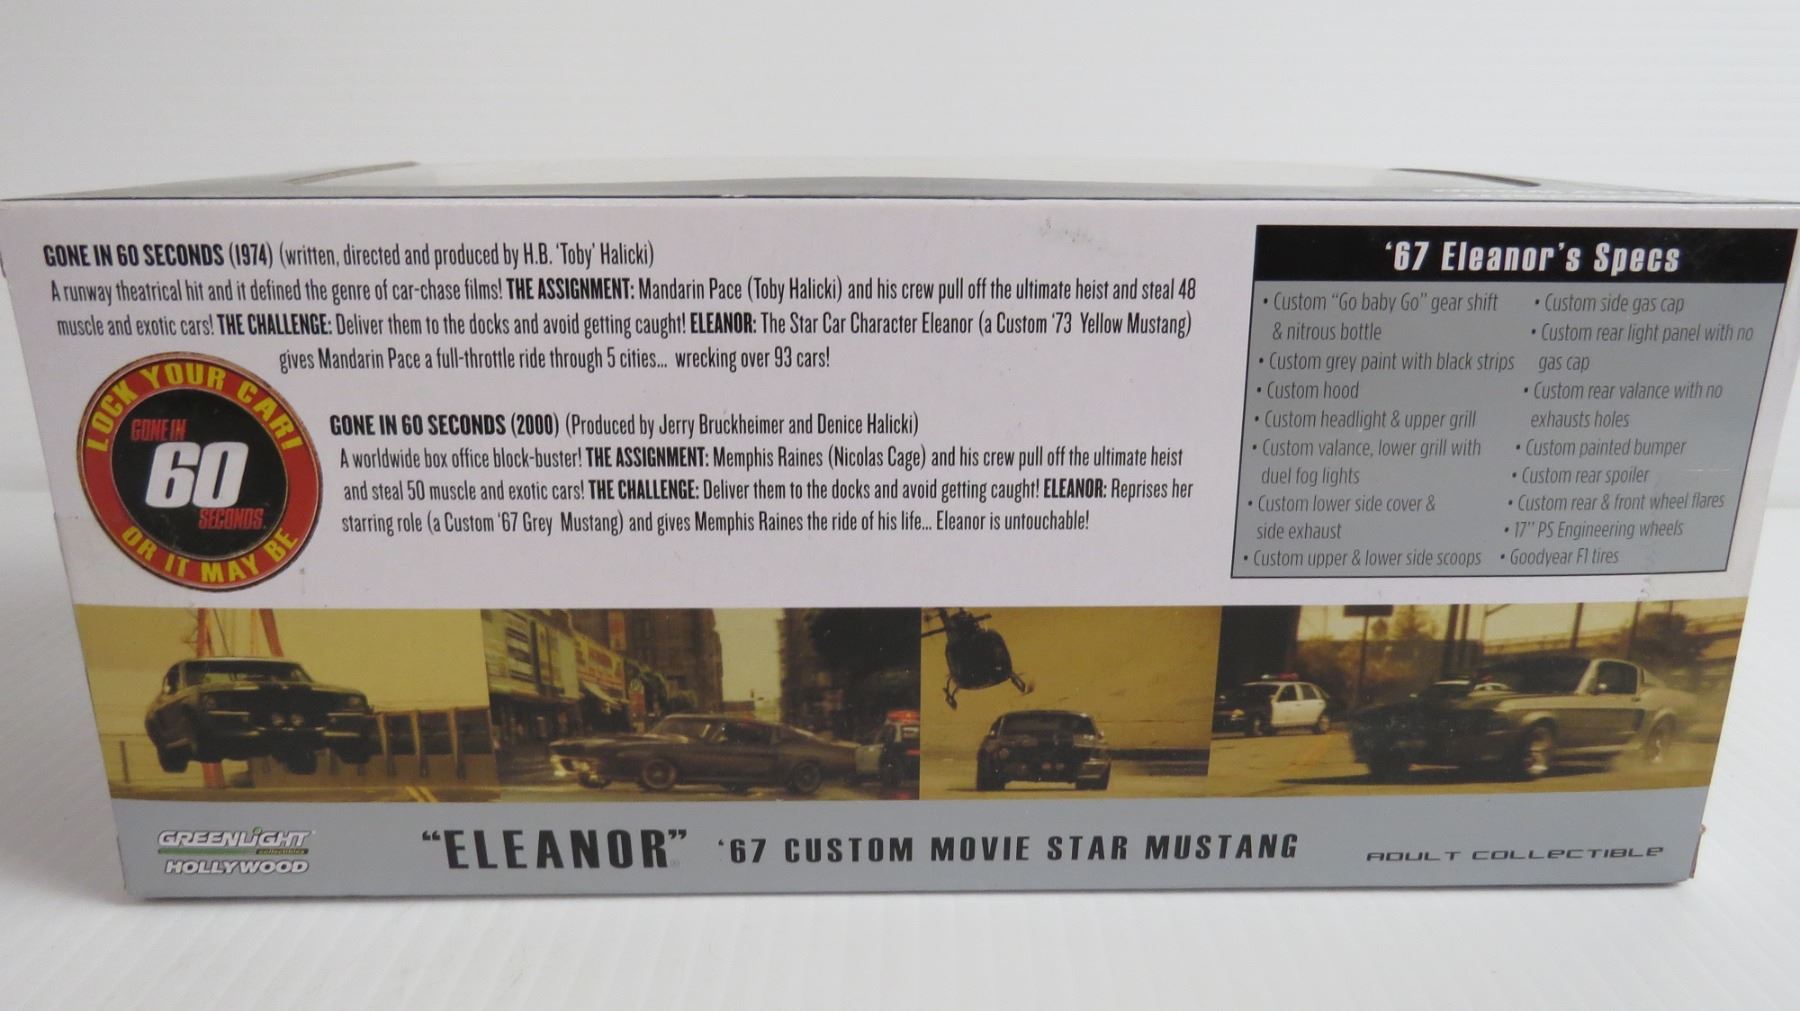 GONE IN 60 SECONDS (1974) (written, directed and produced by H.B. 'Toby' Halicki)
A runway theatrical hit and it defined the genre of car-chase films! THE ASSIGNMENT: Mandarin Pace (Toby Halicki) and his crew pull off the ultimate heist and steal 48
muscle and exotic cars! THE CHALLENGE: Deliver them to the docks and avoid getting caught! ELEANOR: The Star Car Character Eleanor (a Custom '73 Yellow Mustang)
gives Mandarin Pace a full-throttle ride through 5 cities... wrecking over 93 cars!
LOCK YOUR CAR!
GONE IN
60
SECONDS
OR IT MAY BE
GONE IN 60 SECONDS (2000) (Produced by Jerry Bruckheimer and Denice Halicki)
A worldwide box office block-buster! THE ASSIGNMENT: Memphis Raines (Nicolas Cage) and his crew pull off the ultimate heist
and steal 50 muscle and exotic cars! THE CHALLENGE: Deliver them to the docks and avoid getting caught! ELEANOR: Reprises her
starring role (a Custom '67 Grey Mustang) and gives Memphis Raines the ride of his life... Eleanor is untouchable!
'67 Eleanor's Specs
• Custom "Go baby Go" gear shift
& nitrous bottle
• Custom grey paint with black strips
• Custom hood
• Custom headlight & upper grill
• Custom valance, lower grill with
duel fog lights
• Custom lower side cover &
side exhaust
• Custom upper & lower side scoops
• Custom side gas cap
• Custom rear light panel with no
gas cap
• Custom rear valance with no
exhausts holes
• Custom painted bumper
• Custom rear spoiler
• Custom rear & front wheel flares
• 17" PS Engineering wheels
• Goodyear F1 tires
GREENLIGHT
collectibles
HOLLYWOOD
"ELEANOR"® '67 CUSTOM MOVIE STAR MUSTANG
ADULT COLLECTIBLE